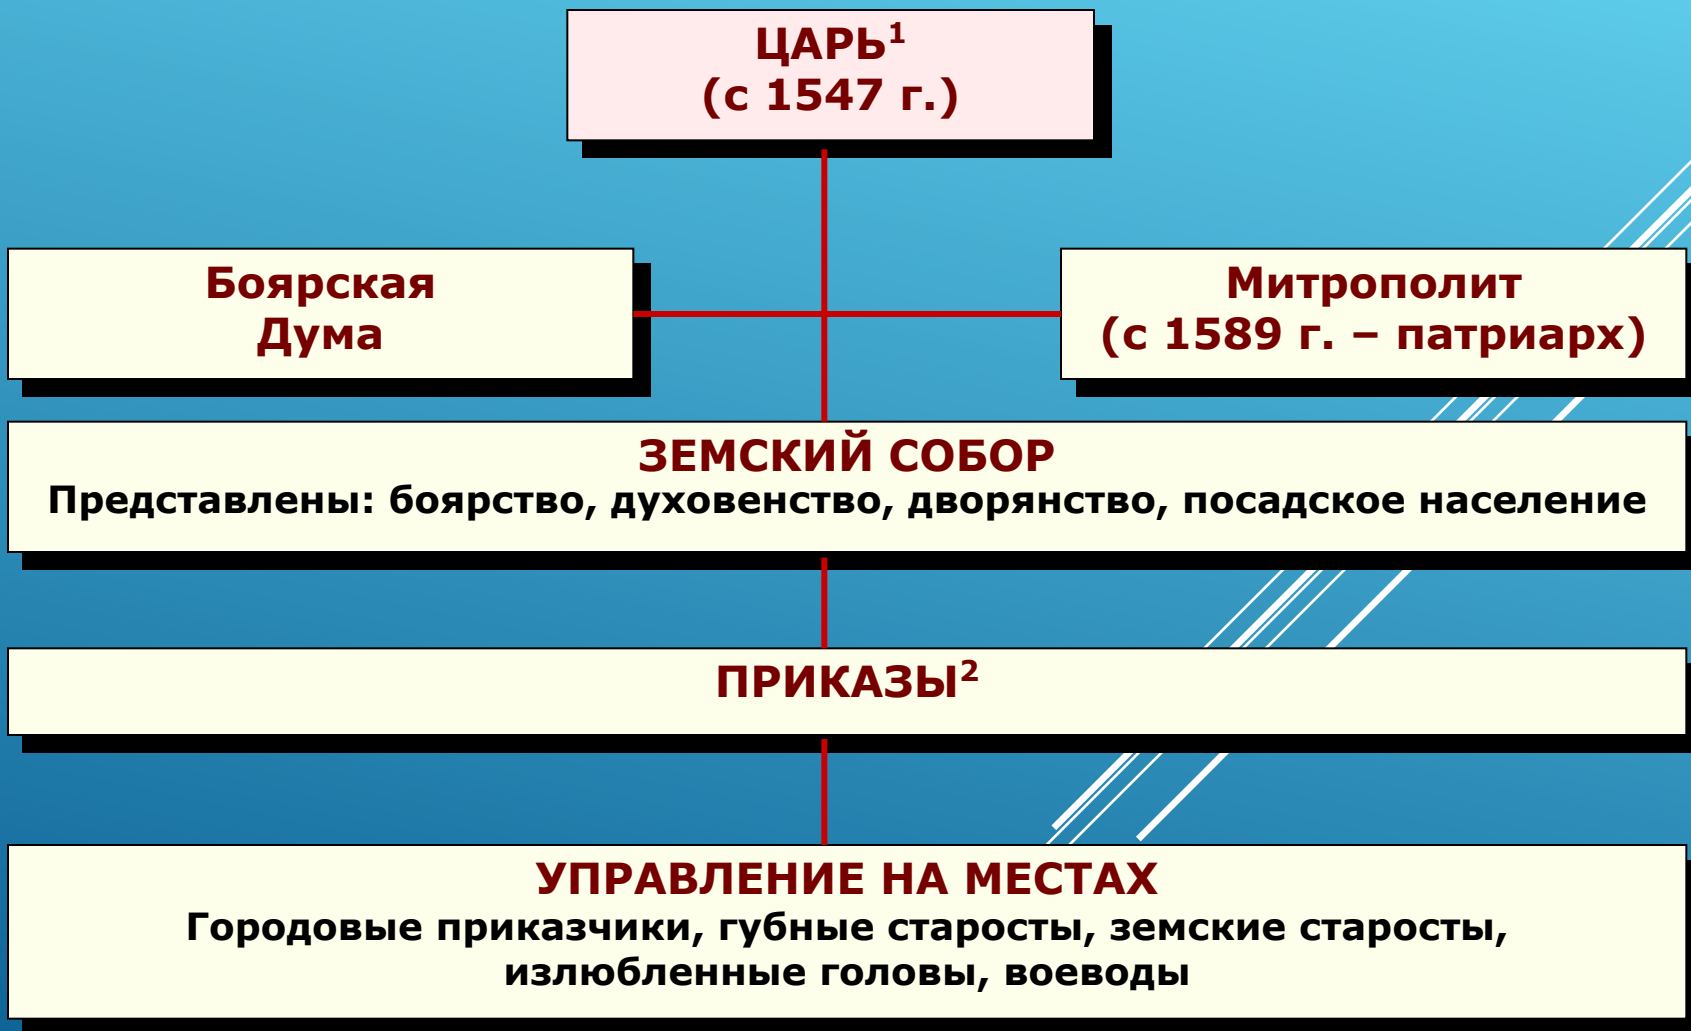 ЦАРЬ¹
(с 1547 г.)
Боярская
Дума
Митрополит
(с 1589 г. – патриарх)
ЗЕМСКИЙ СОБОР
Представлены: боярство, духовенство, дворянство, посадское население
ПРИКАЗЫ²
УПРАВЛЕНИЕ НА МЕСТАХ
Городовые приказчики, губные старосты, земские старосты,
излюбленные головы, воеводы